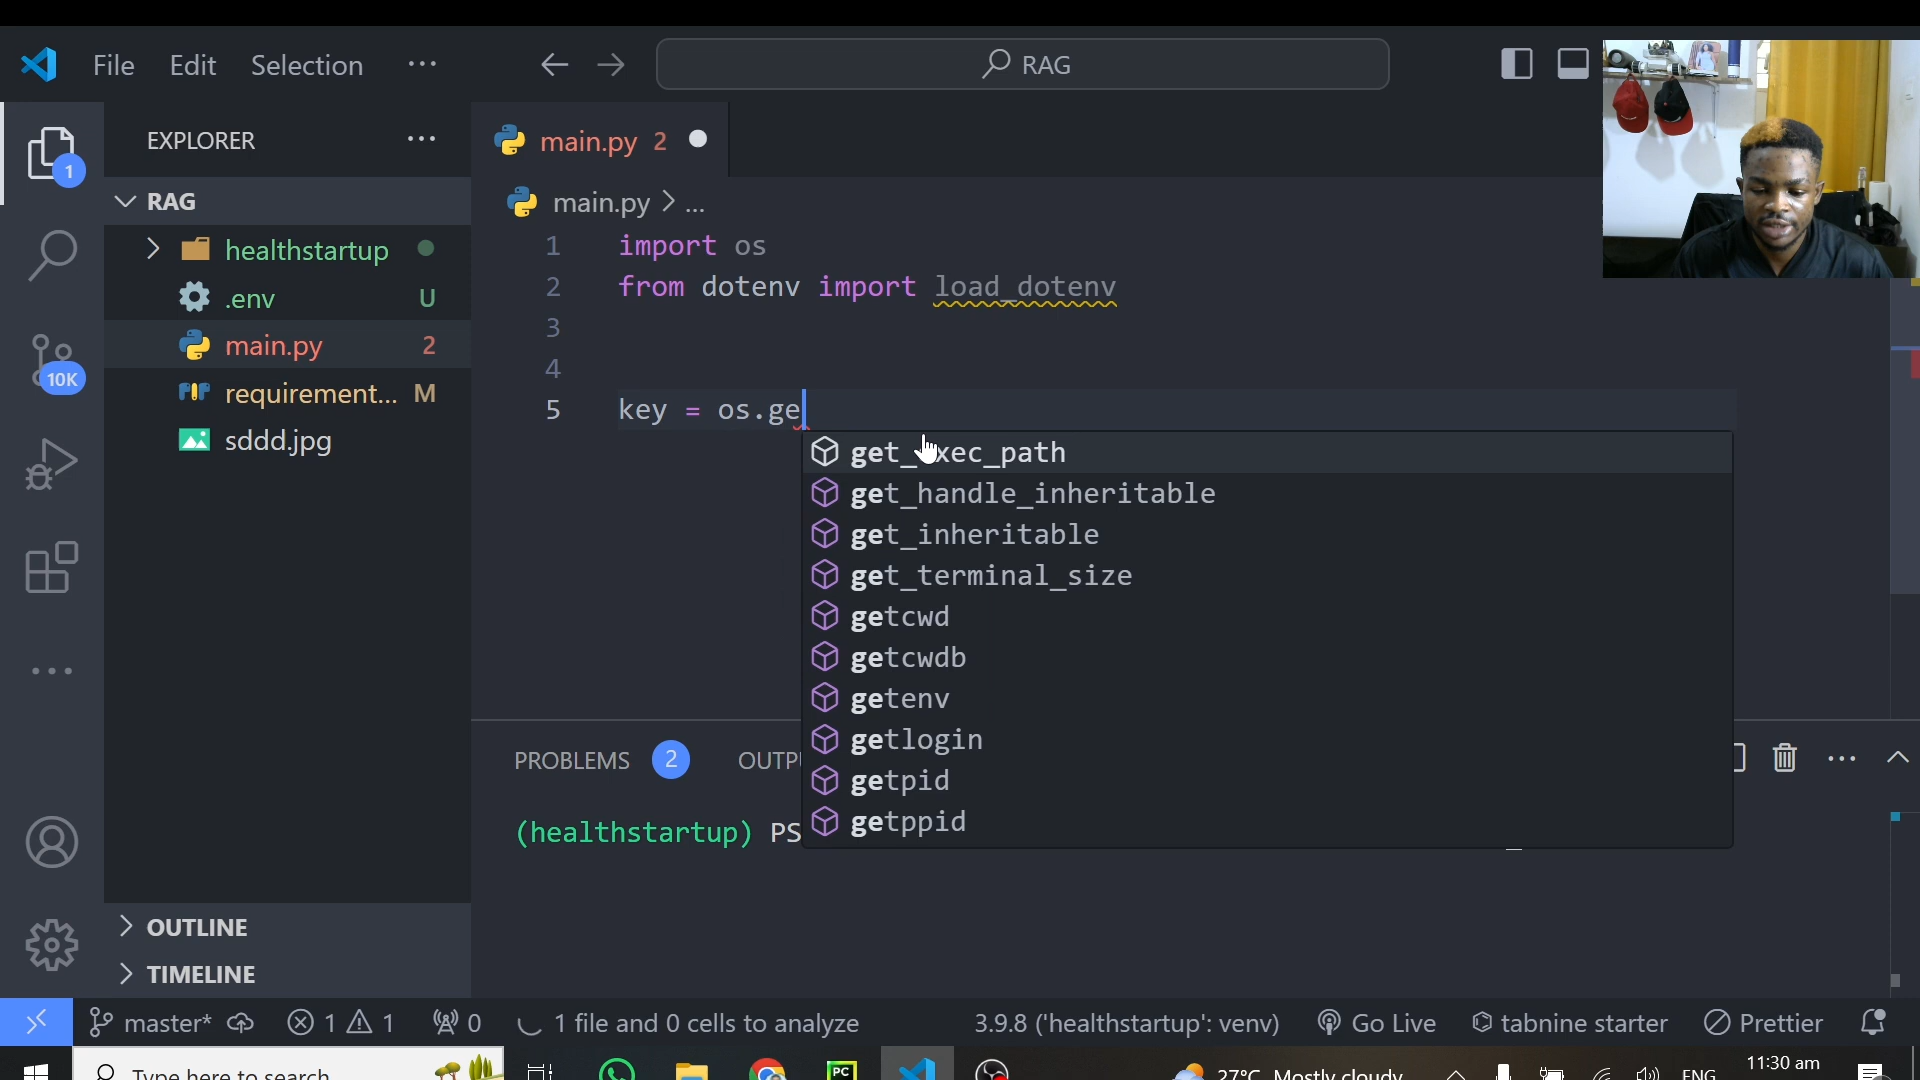 File Edit Selection ...
RAG
EXPLORER ...
main.py 2
RAG
main.py > ...
healthstartup
.env U
main.py 2
requirement... M
sddd.jpg
1 import os
2 from dotenv import load_dotenv
3
4
5 key = os.ge
get_exec_path
get_handle_inheritable
get_inheritable
get_terminal_size
getcwd
getcwdb
getenv
getlogin
getpid
getppid
1
10K
PROBLEMS 2 OUTP
(healthstartup) PS
OUTLINE
TIMELINE
master* 1 1 0 1 file and 0 cells to analyze 3.9.8 ('healthstartup': venv) Go Live tabnine starter Prettier
Type here to search PC 27°C Mostly cloudy ENG 11:30 am